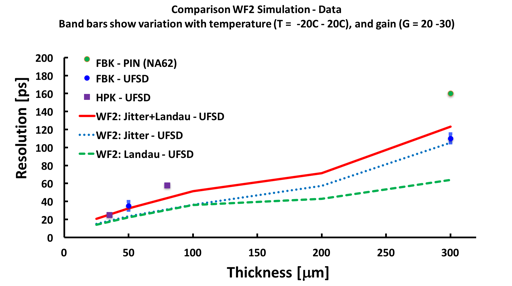 Comparison WF2 Simulation - Data
Band bars show variation with temperature (T = -20C - 20C), and gain (G = 20 -30)
200
180
160
140
120
100
80
60
40
20
0
Resolution [ps]
FBK - PIN (NA62)
FBK - UFSD
HPK - UFSD
WF2: Jitter+Landau - UFSD
WF2: Jitter - UFSD
WF2: Landau - UFSD
0 50 100 150 200 250 300
Thickness [µm]